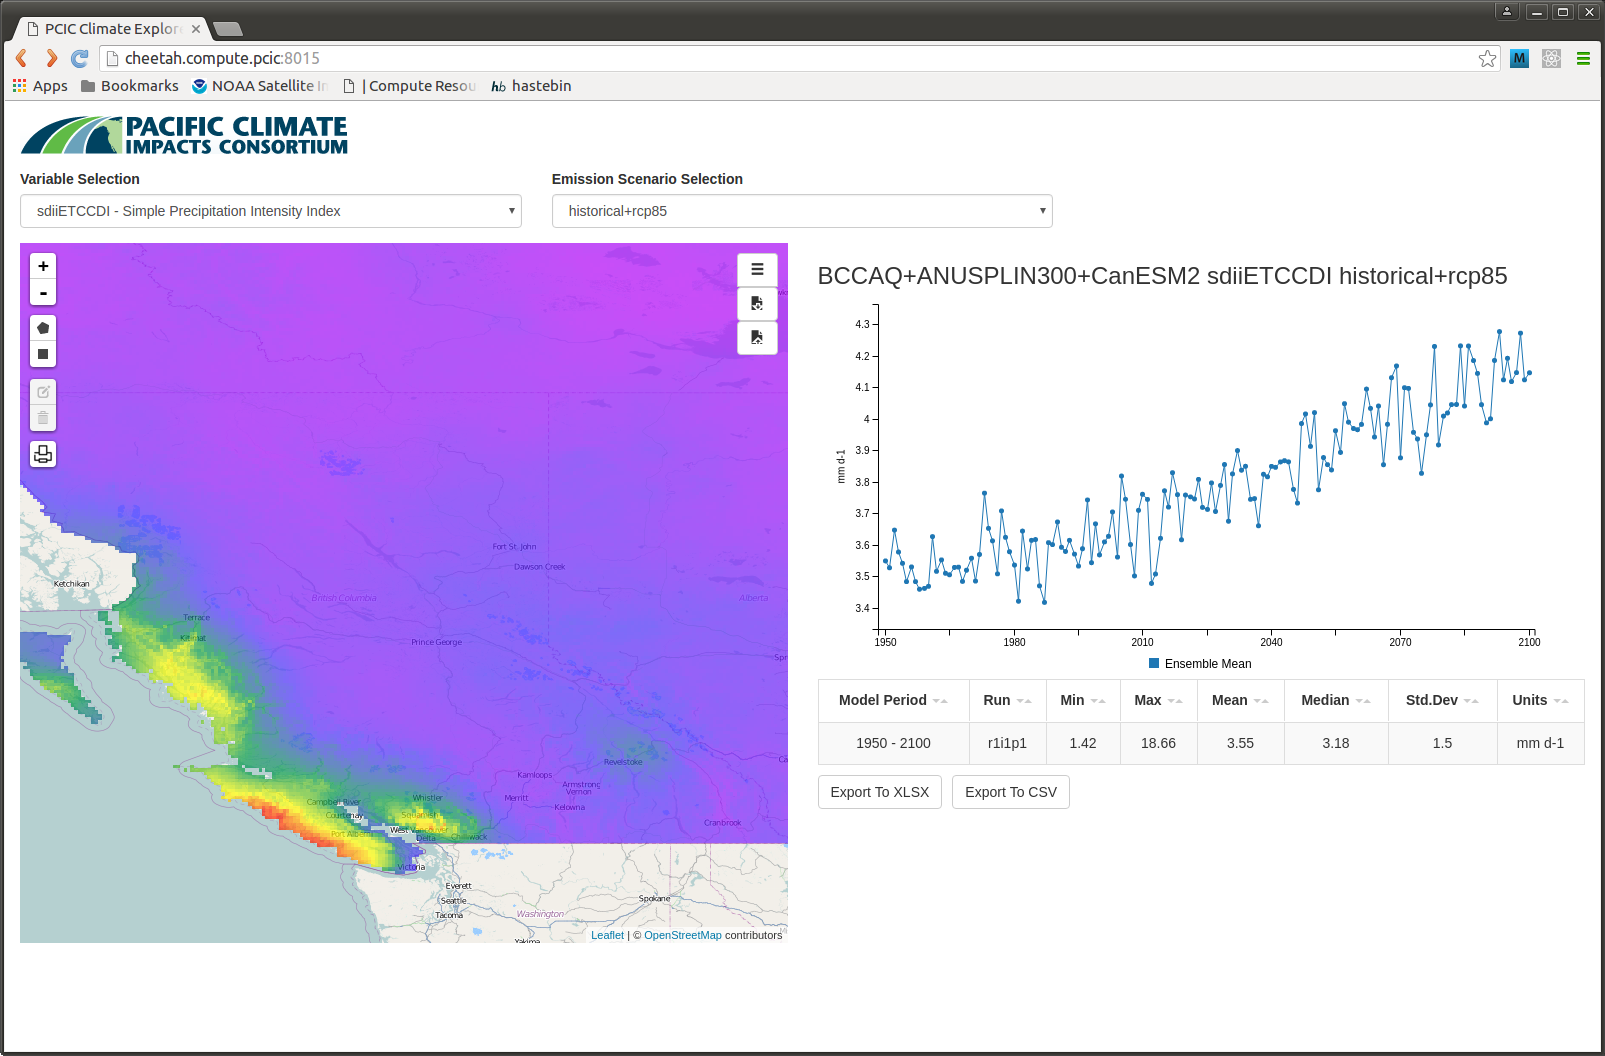 PCIC Climate Explor
cheetah.compute.pcic:8015
M
Apps
Bookmarks
NOAA Satellite I
| Compute Resou
hb hastebin
PACIFIC CLIMATE
IMPACTS CONSORTIUM
Variable Selection
Emission Scenario Selection
sdiiETCCDI - Simple Precipitation Intensity Index
historical+rcp85
+
-
Ketchikan
Terrace
Kitimat
Fort St. John
Dawson Creek
British Columbia
Alberta
Prince George
Revelstoke
Kamloops
Armstrong
Vernon
Merritt
Kelowna
Cranbrook
Whistler
Campbell River
Squamish
Courtenay
West Vancouver
Port Alberni
Delta
Chilliwack
Victoria
Everett
Seattle
Tacoma
Spokane
Washington
Yakima
Leaflet | © OpenStreetMap contributors
BCCAQ+ANUSPLIN300+CanESM2 sdiiETCCDI historical+rcp85
4.3
4.2
4.1
4
3.9
3.8
3.7
3.6
3.5
3.4
mm d-1
1950 1980 2010 2040 2070 2100
Ensemble Mean
Model Period Run Min Max Mean Median Std.Dev Units
1950 - 2100 r1i1p1 1.42 18.66 3.55 3.18 1.5 mm d-1
Export To XLSX
Export To CSV